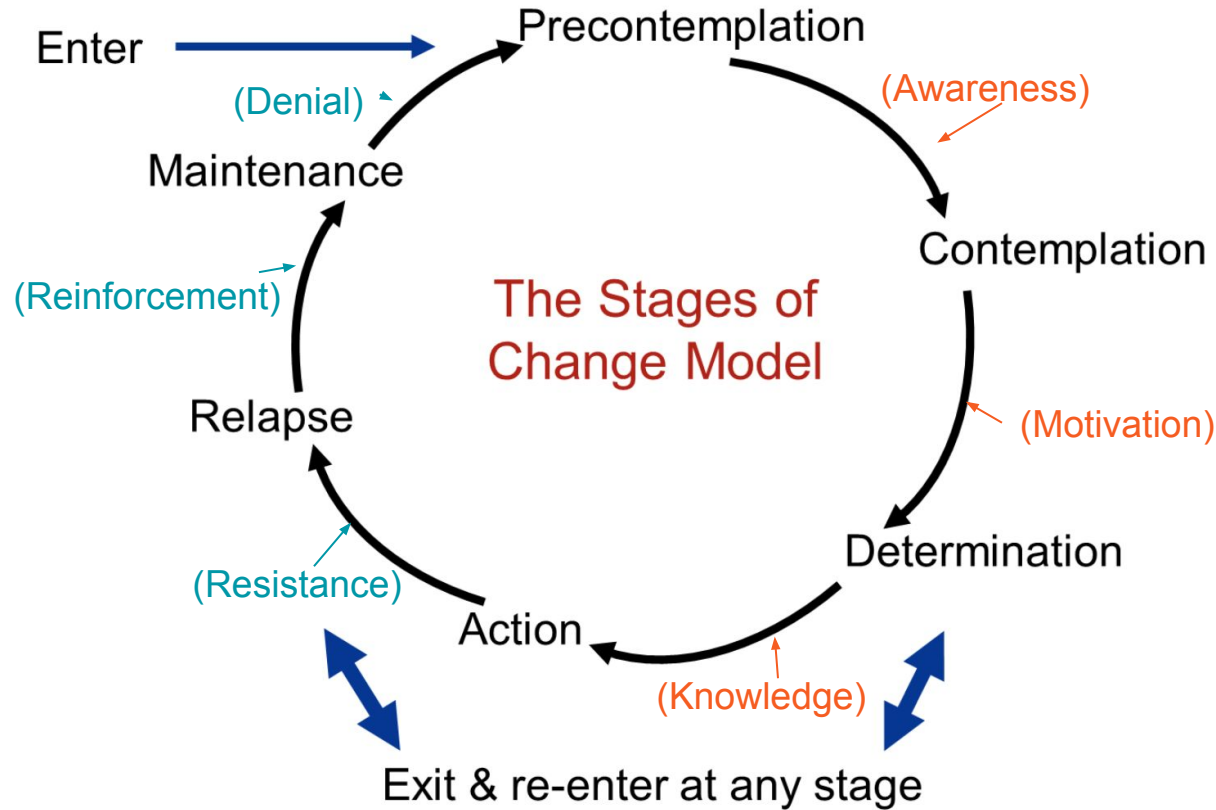 Enter
Precontemplation
(Denial)
(Awareness)
Maintenance
Contemplation
(Reinforcement)
The Stages of
Change Model
Relapse
(Motivation)
Determination
(Resistance)
Action
(Knowledge)
Exit & re-enter at any stage